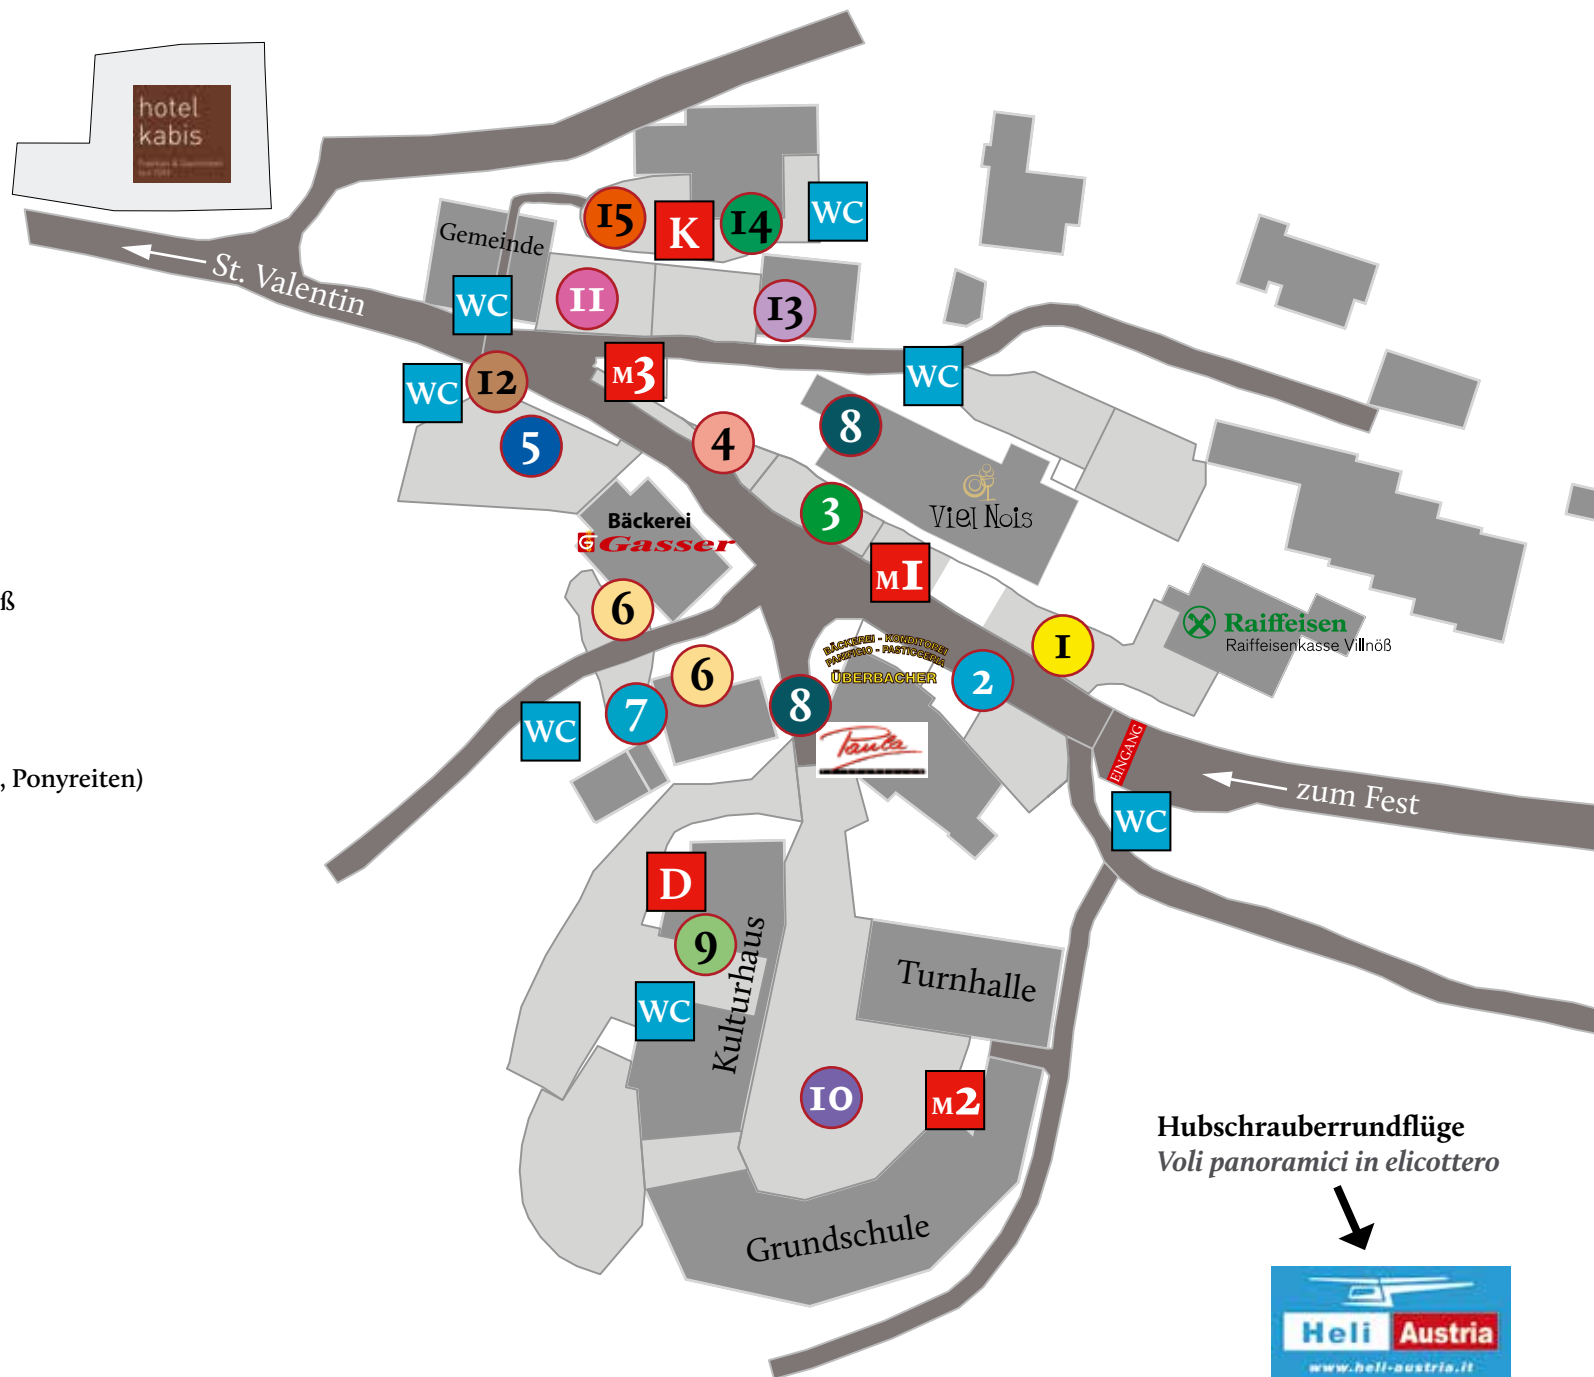 hotel
kabis
15
K
14
WC
Gemeinde
St. Valentin
WC
11
13
M3
WC
12
WC
5
4
8
3
Viel Nois
Bäckerei
G Gasser
M1
6
ß
BÄCKEREI - KONDITOREI
PANIFICIO - PASTICCERIA
ÜBERBACHER
1
Raiffeisen
Raiffeisenkasse Villnöß
2
6
7
8
WC
Paula
EINGANG
zum Fest
, Ponyreiten)
WC
D
9
Kulturhaus
WC
Turnhalle
10
M2
Grundschule
Hubschrauberrundflüge
Voli panoramici in elicottero
Heli Austria
www.heli-austria.it